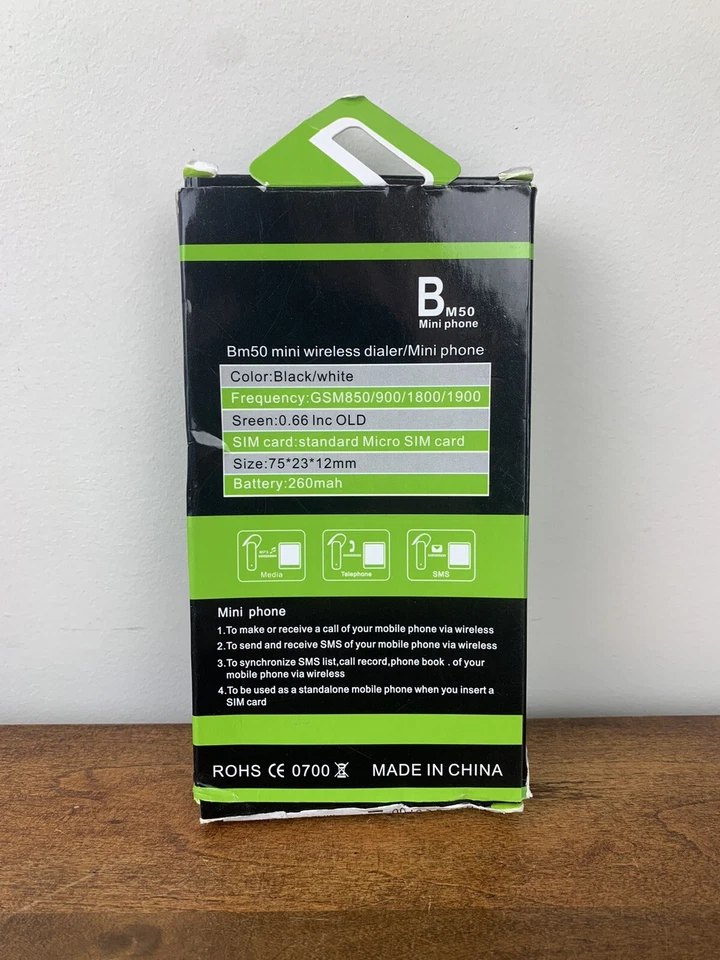 BM50
Mini phone
Bm50 mini wireless dialer/Mini phone
Color:Black/white
Frequency:GSM850/900/1800/1900
Sreen:0.66 Inc OLD
SIM card:standard Micro SIM card
Size:75*23*12mm
Battery:260mah
MP3
Media
Telephone
SMS
Mini phone
1.To make or receive a call of your mobile phone via wireless
2.To send and receive SMS of your mobile phone via wireless
3.To synchronize SMS list,call record,phone book . of your
mobile phone via wireless
4.To be used as a standalone mobile phone when you insert a
SIM card
ROHS CE 0700 MADE IN CHINA